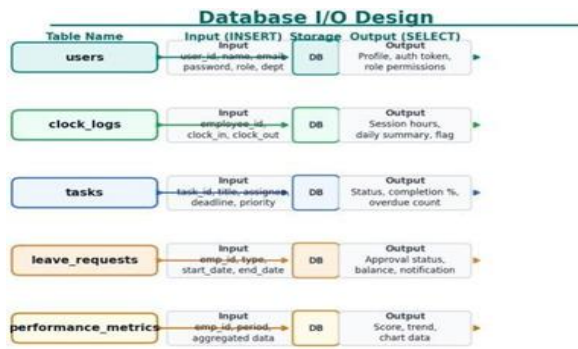 Database I/O Design
Table Name Input (INSERT) Storage Output (SELECT)
users
Input
user_id, name, email,
password, role, dept
DB
Output
Profile, auth token,
role permissions
clock_logs
Input
employee_id,
clock_in, clock_out
DB
Output
Session hours,
daily summary, flag
tasks
Input
task_id, title, assignee,
deadline, priority
DB
Output
Status, completion %,
overdue count
leave_requests
Input
emp_id, type,
start_date, end_date
DB
Output
Approval status,
balance, notification
performance_metrics
Input
emp_id, period,
aggregated data
DB
Output
Score, trend,
chart data